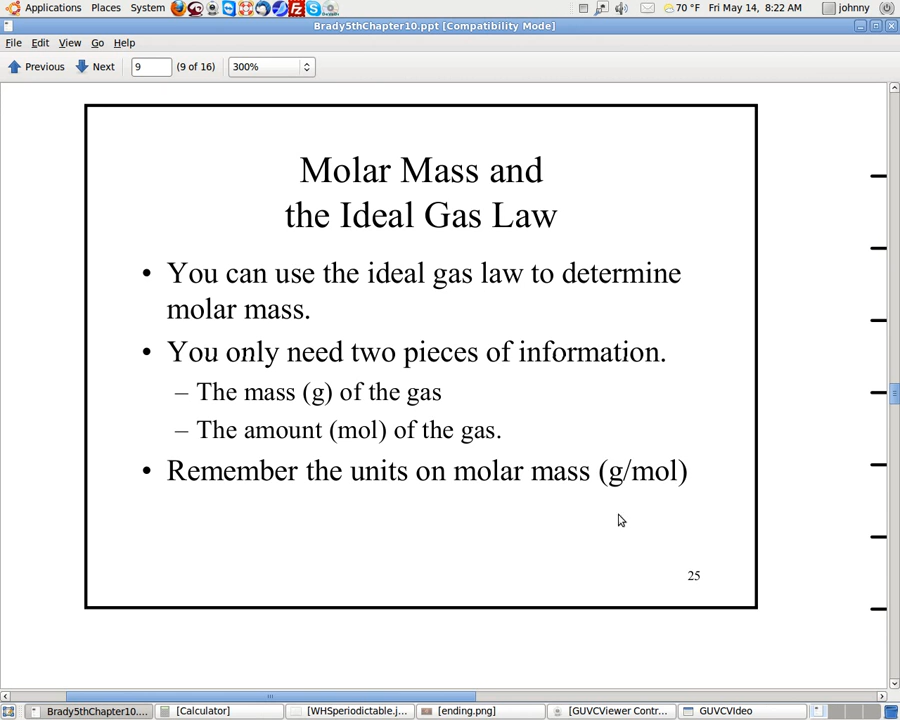 Applications Places System 70 °F Fri May 14, 8:22 AM johnny
Brady5thChapter10.ppt [Compatibility Mode]
File Edit View Go Help
Previous Next 9 (9 of 16) 300%
Molar Mass and
the Ideal Gas Law
• You can use the ideal gas law to determine
molar mass.
• You only need two pieces of information.
– The mass (g) of the gas
– The amount (mol) of the gas.
• Remember the units on molar mass (g/mol)
25
Brady5thChapter10.... [Calculator] [WHSperiodictable.j... [ending.png] [GUVCViewer Contr... GUVCVideo